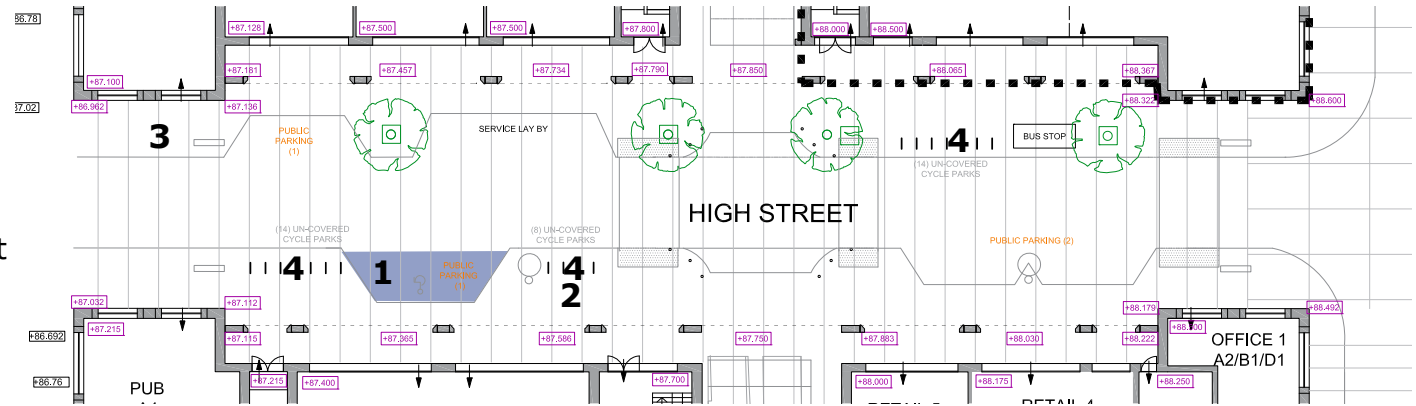 86.78
+87.128
+87.500
+87.500
+87.800
+88.000
+88.500
+87.100
+87.181
+87.457
+87.734
+87.790
+87.850
+88.065
+88.367
87.02
+86.962
+87.136
+88.322
+88.600
3
PUBLIC
PARKING
(1)
SERVICE LAY BY
4
BUS STOP
(14) UN-COVERED
CYCLE PARKS
HIGH STREET
t
(14) UN-COVERED
CYCLE PARKS
(8) UN-COVERED
CYCLE PARKS
PUBLIC PARKING (2)
4
1
PUBLIC
PARKING
4
2
+87.032
+87.112
+88.179
+88.492
+87.215
+86.692
+87.115
+87.365
+87.586
+87.750
+87.883
+88.030
+88.222
OFFICE 1
A2/B1/D1
+86.76
PUB
+87.215
+87.400
+87.700
+88.000
+88.175
+88.250
RETAIL 4